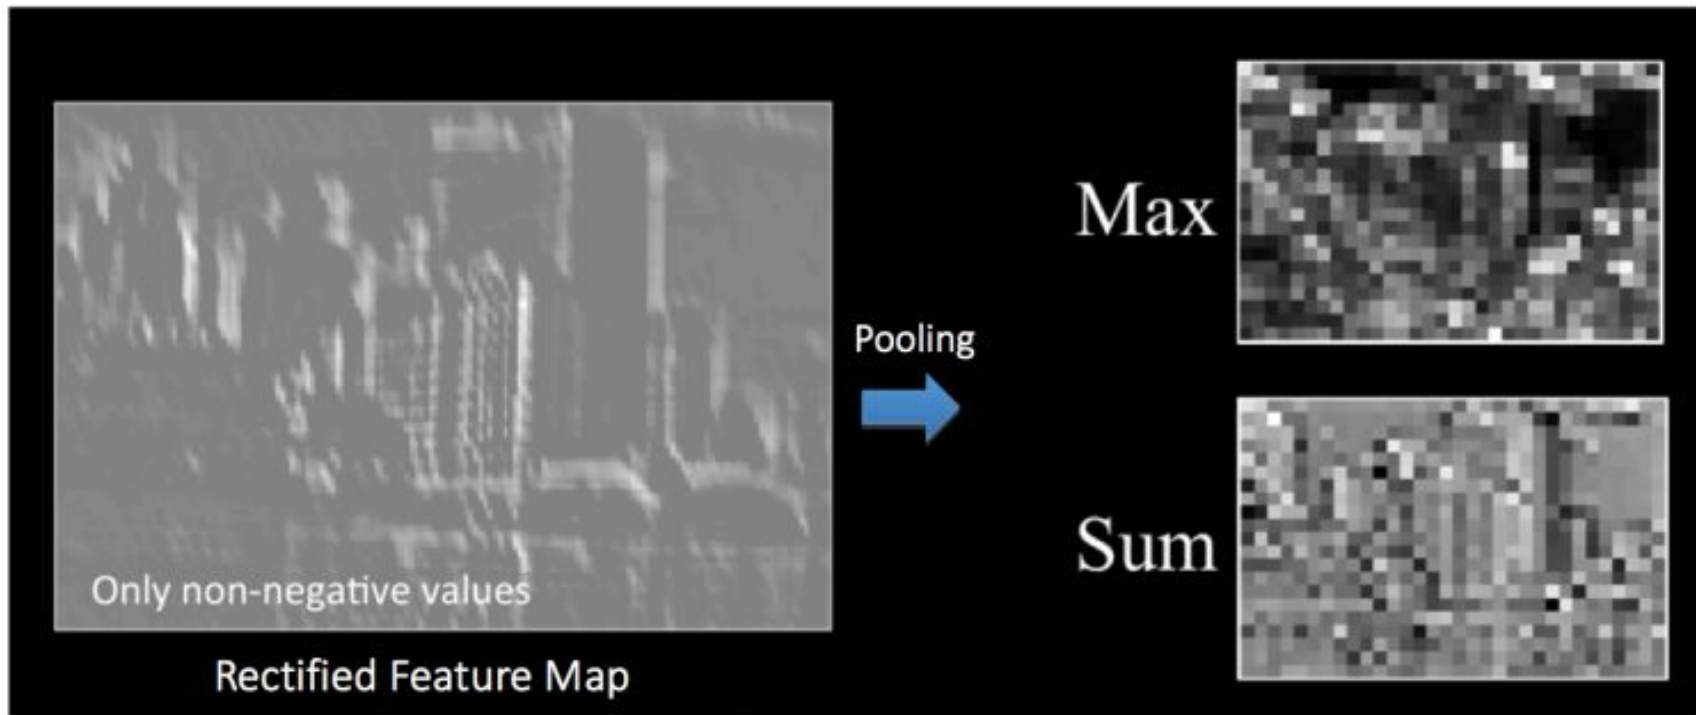 Only non-negative values
Rectified Feature Map
Pooling
Max
Sum